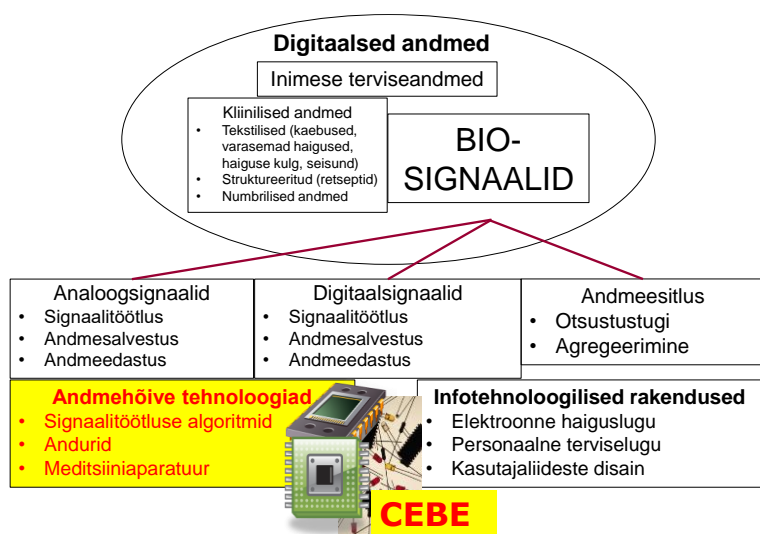 Digitaalsed andmed
Inimese terviseandmed
Kliinilised andmed
• Tekstilised (kaebused,
varasemad haigused,
haiguse kulg, seisund)
• Struktureeritud (retseptid)
• Numbrilised andmed
BIO-
SIGNAALID
Analoogsignaalid
• Signaalitöötlus
• Andmesalvestus
• Andmeedastus
Digitaalsignaalid
• Signaalitöötlus
• Andmesalvestus
• Andmeedastus
Andmeesitlus
• Otsustustugi
• Agregeerimine
Andmehõive tehnoloogiad
• Signaalitöötluse algoritmid
• Andurid
• Meditsiiniaparatuur
Infotehnoloogilised rakendused
• Elektroonne haiguslugu
• Personaalne terviselugu
• Kasutajaliideste disain
CEBE